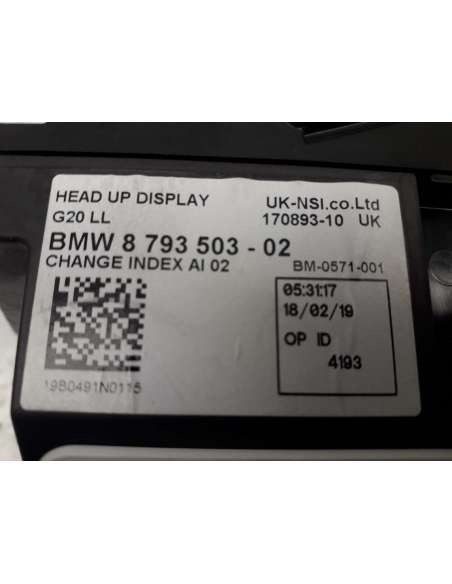 HEAD UP DISPLAY
UK-NSI.co.Ltd
G20 LL
170893-10 UK
BMW 8 793 503 - 02
CHANGE INDEX AI 02
BM-0571-001
05:31:17
18/02/19
OP ID
4193
19B0491N0115